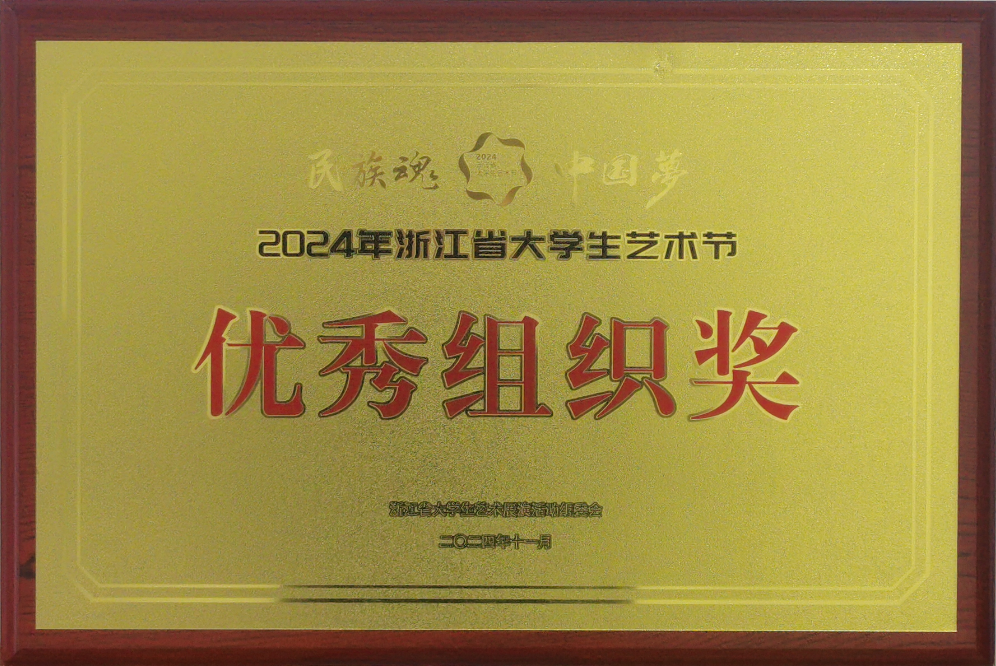 民族魂 2024 中国夢
2024年浙江省大学生艺术节
优秀组织奖
浙江省大学生艺术展演活动组委会
二〇二四年十一月